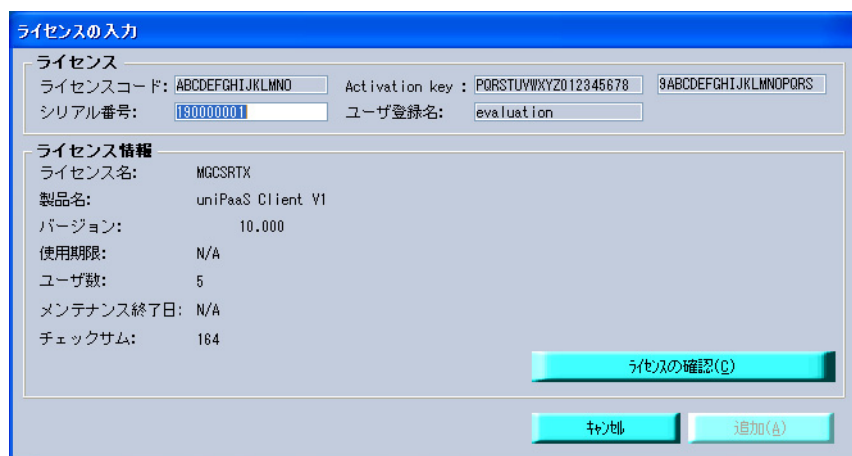 ライセンスの入力
ライセンス
ライセンスコード: ABCDEFGHIJKLMNO Activation key : PQRSTUVWXYZ012345678 9ABCDEFGHIJKLMNOPQRS
シリアル番号: 190000001 ユーザ登録名: evaluation
ライセンス情報
ライセンス名: MGCSRTX
製品名: uniPaaS Client V1
バージョン: 10.000
使用期限: N/A
ユーザ数: 5
メンテナンス終了日: N/A
チェックサム: 164
ライセンスの確認(C)
キャンセル 追加(A)